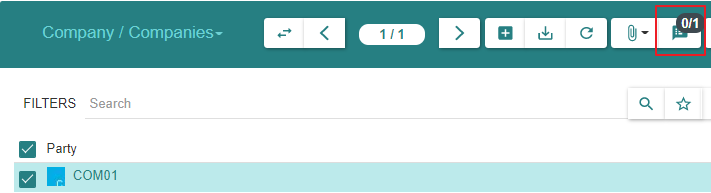 Company / Companies
1 / 1
0/1
FILTERS Search
Party
C COM01